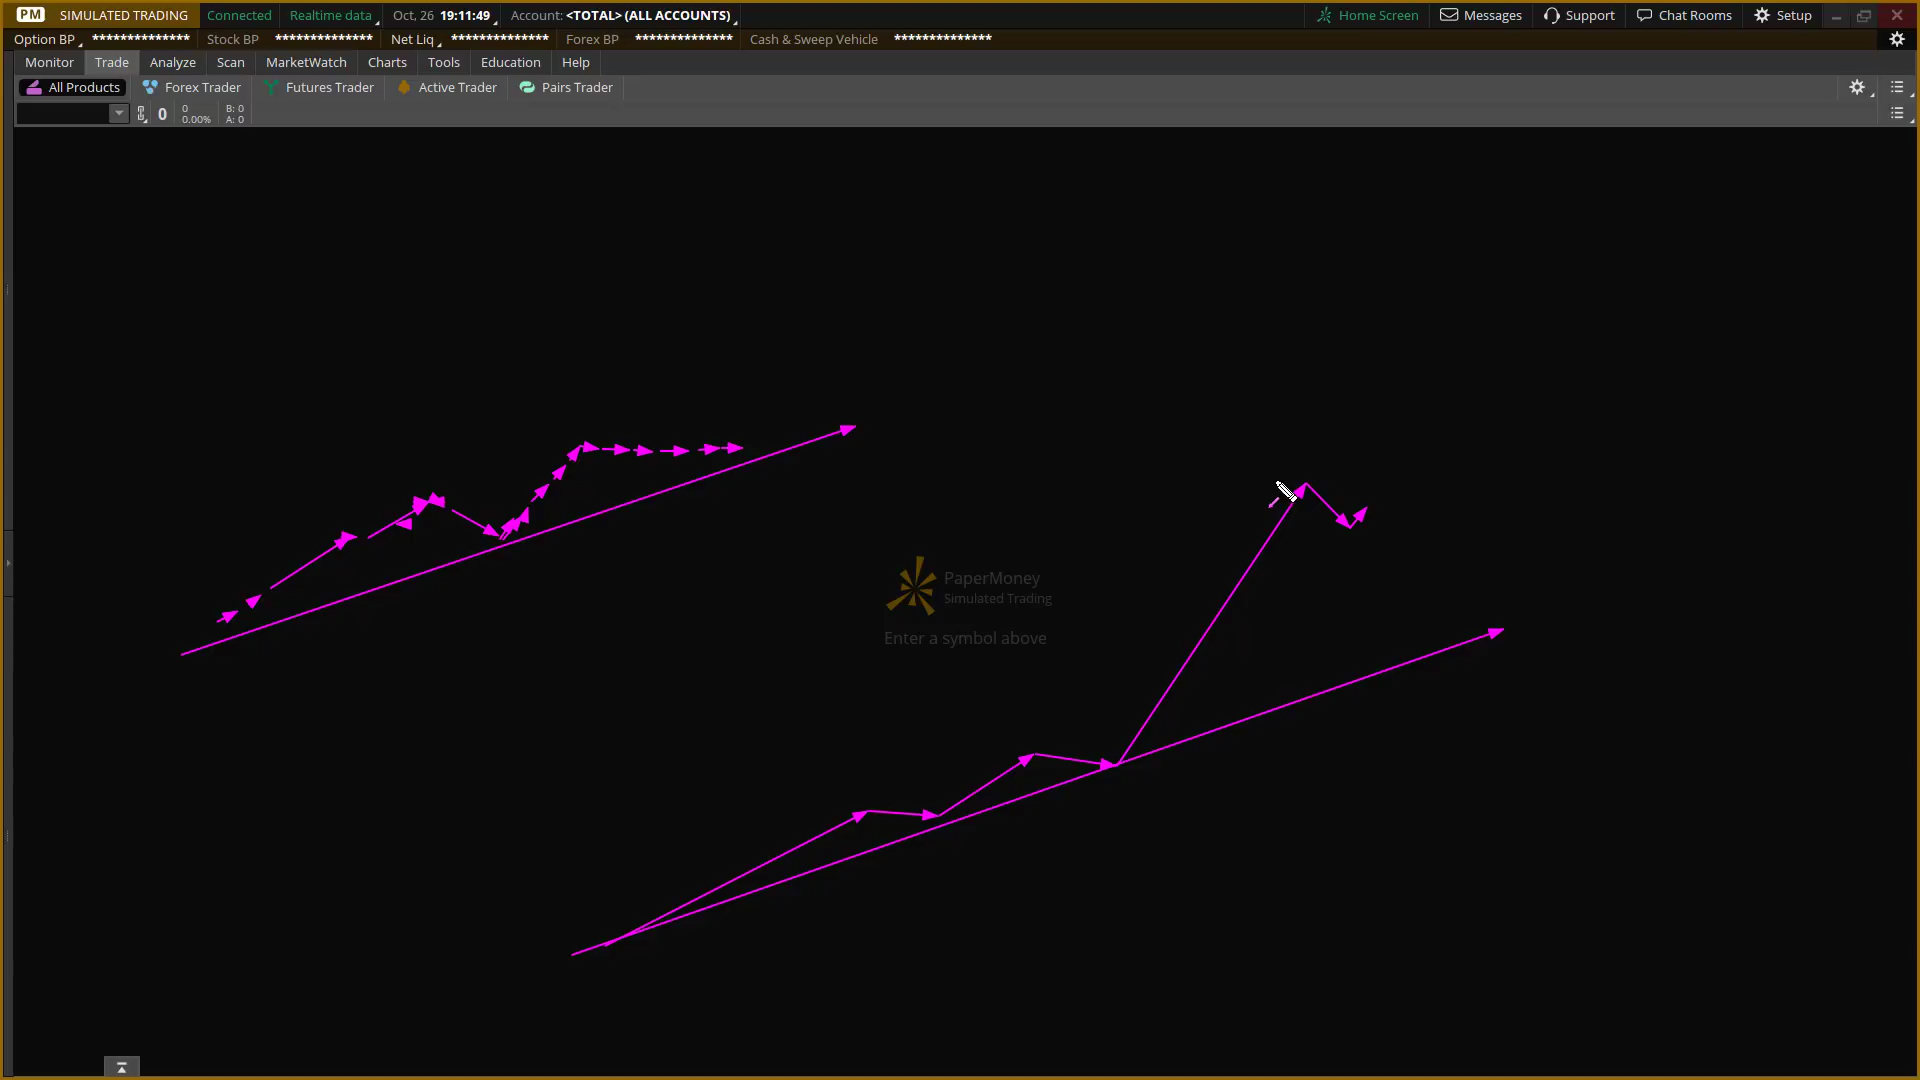 PM SIMULATED TRADING Connected Realtime data Oct, 26 19:11:49 Account: <TOTAL> (ALL ACCOUNTS) Home Screen Messages Support Chat Rooms Setup
Option BP ************** Stock BP ************** Net Liq ************** Forex BP ************** Cash & Sweep Vehicle **************
Monitor Trade Analyze Scan MarketWatch Charts Tools Education Help
All Products Forex Trader Futures Trader Active Trader Pairs Trader
0 0 B: 0
0.00% A: 0
PaperMoney
Simulated Trading
Enter a symbol above